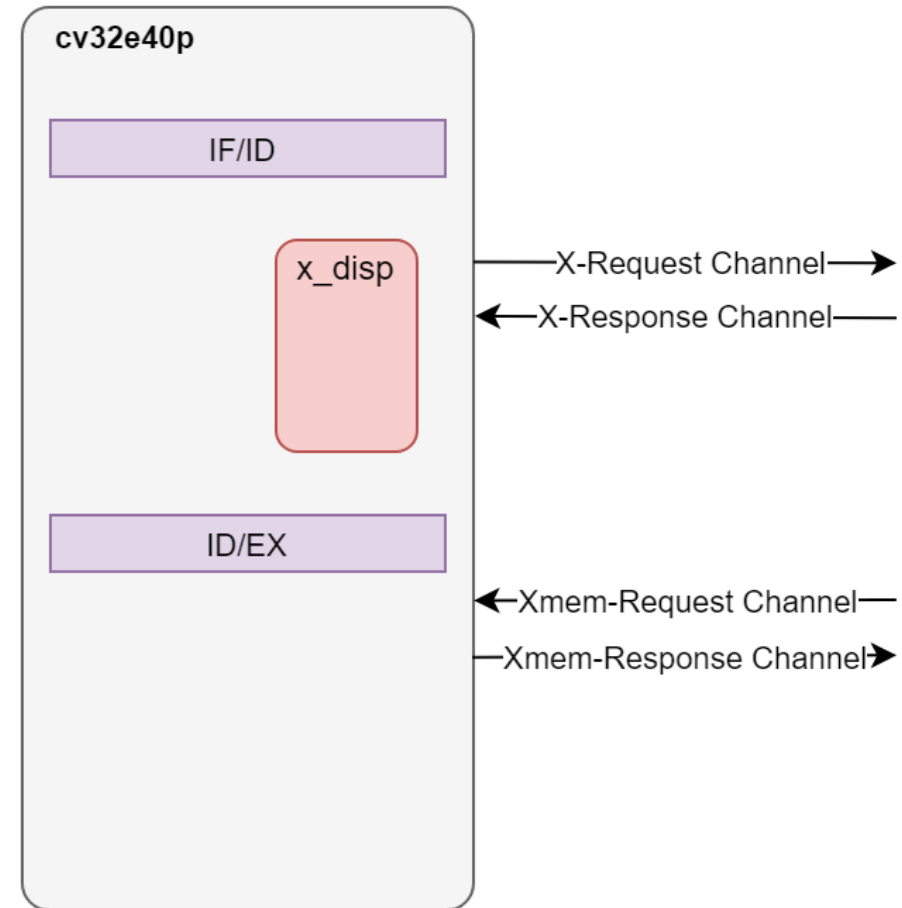 cv32e40p
IF/ID
x_disp
X-Request Channel
X-Response Channel
ID/EX
Xmem-Request Channel
Xmem-Response Channel